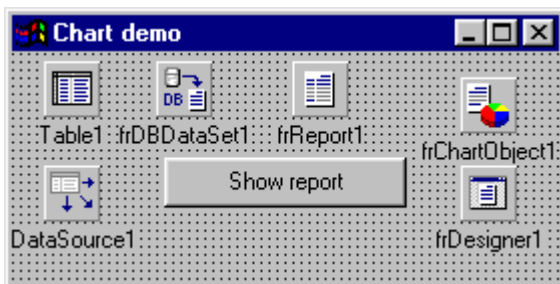 Chart demo
DB
Table1 frDBDataSet1 frReport1
frChartObject1
Show report
DataSource1
frDesigner1